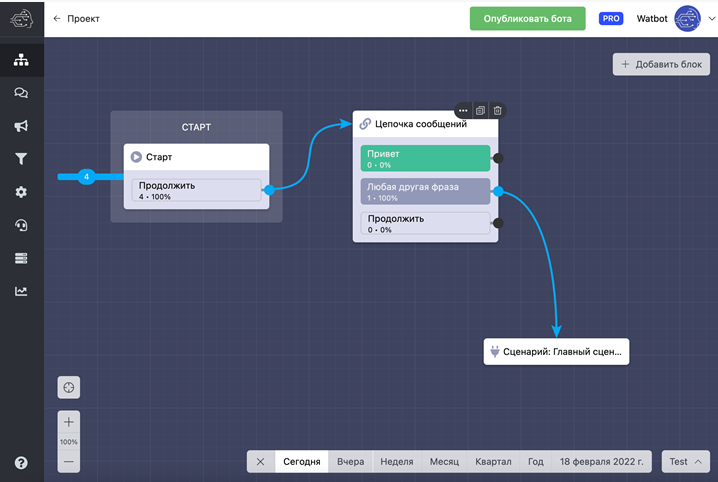 ← Проект
Опубликовать бота
PRO
Watbot
+ Добавить блок
СТАРТ
Старт
Продолжить
4 • 100%
4
Цепочка сообщений
Привет
0 • 0%
Любая другая фраза
1 • 100%
Продолжить
0 • 0%
Сценарий: Главный сцен...
100%
Сегодня Вчера Неделя Месяц Квартал Год 18 февраля 2022 г.
Test